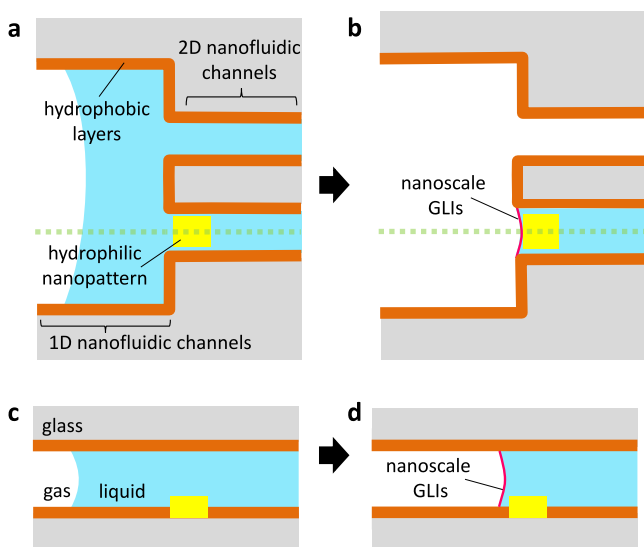 a
2D nanofluidic
channels
hydrophobic
layers
hydrophilic
nanopattern
1D nanofluidic channels
b
nanoscale
GLIs
c
glass
gas
liquid
d
nanoscale
GLIs